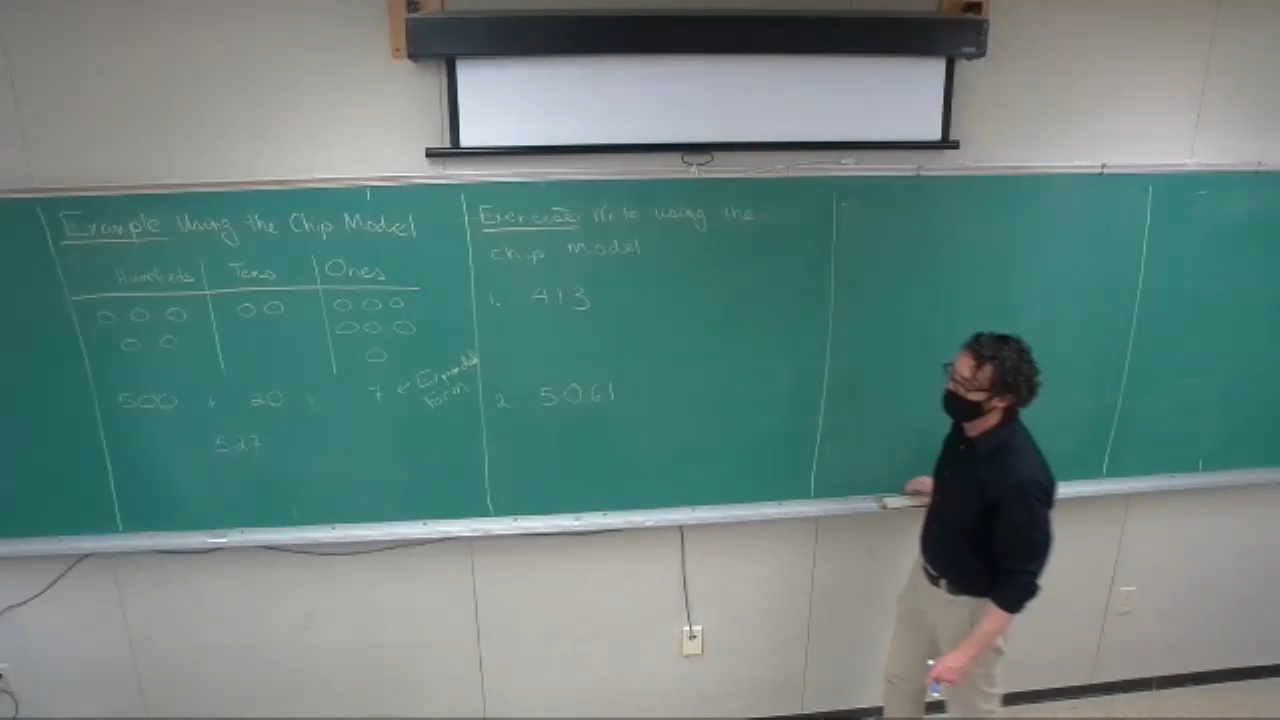 Example Using the Chip Model
Hundreds Tens Ones
500 + 20 + 7 ← Expanded
Form
527
Exercise Write using the
chip model
1. 413
2. 5061